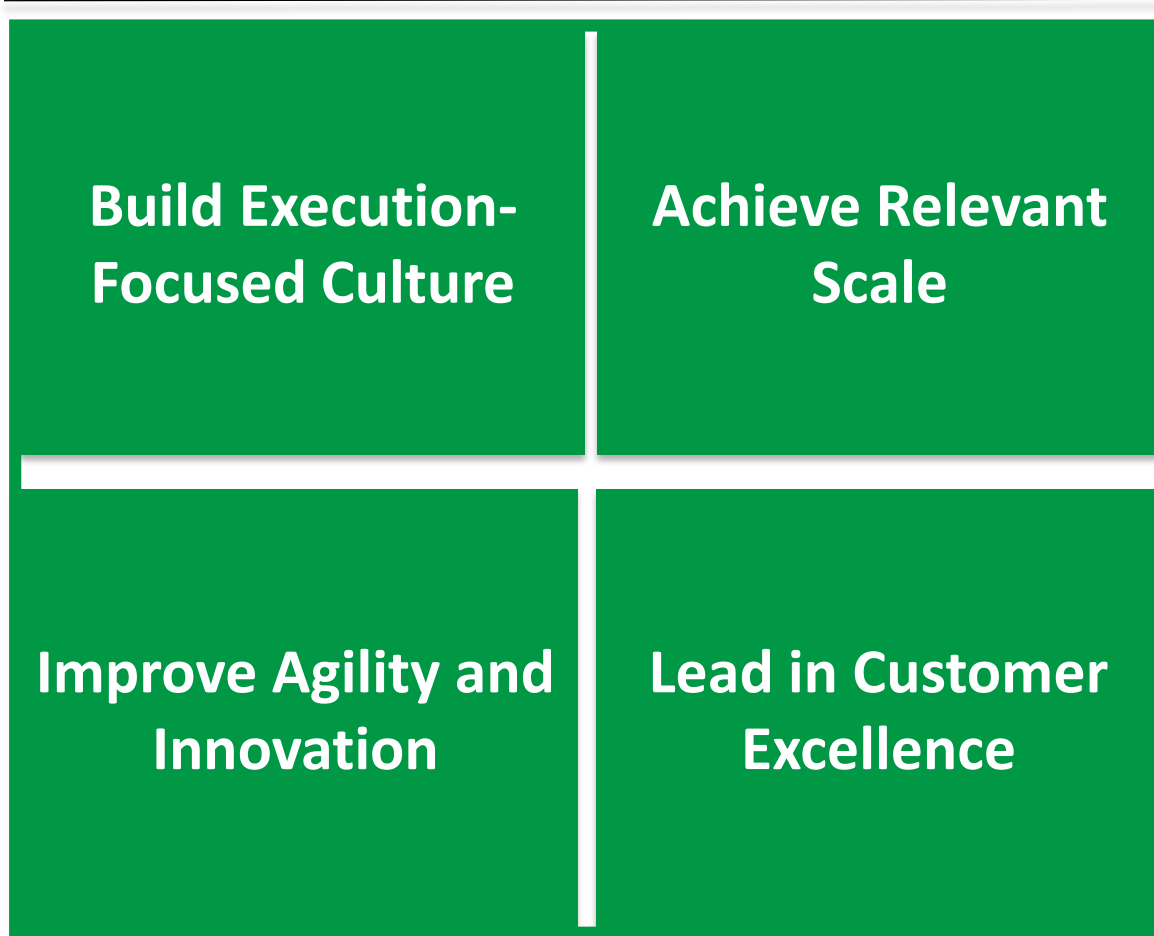 Build Execution-
Focused Culture
Achieve Relevant
Scale
Improve Agility and
Innovation
Lead in Customer
Excellence